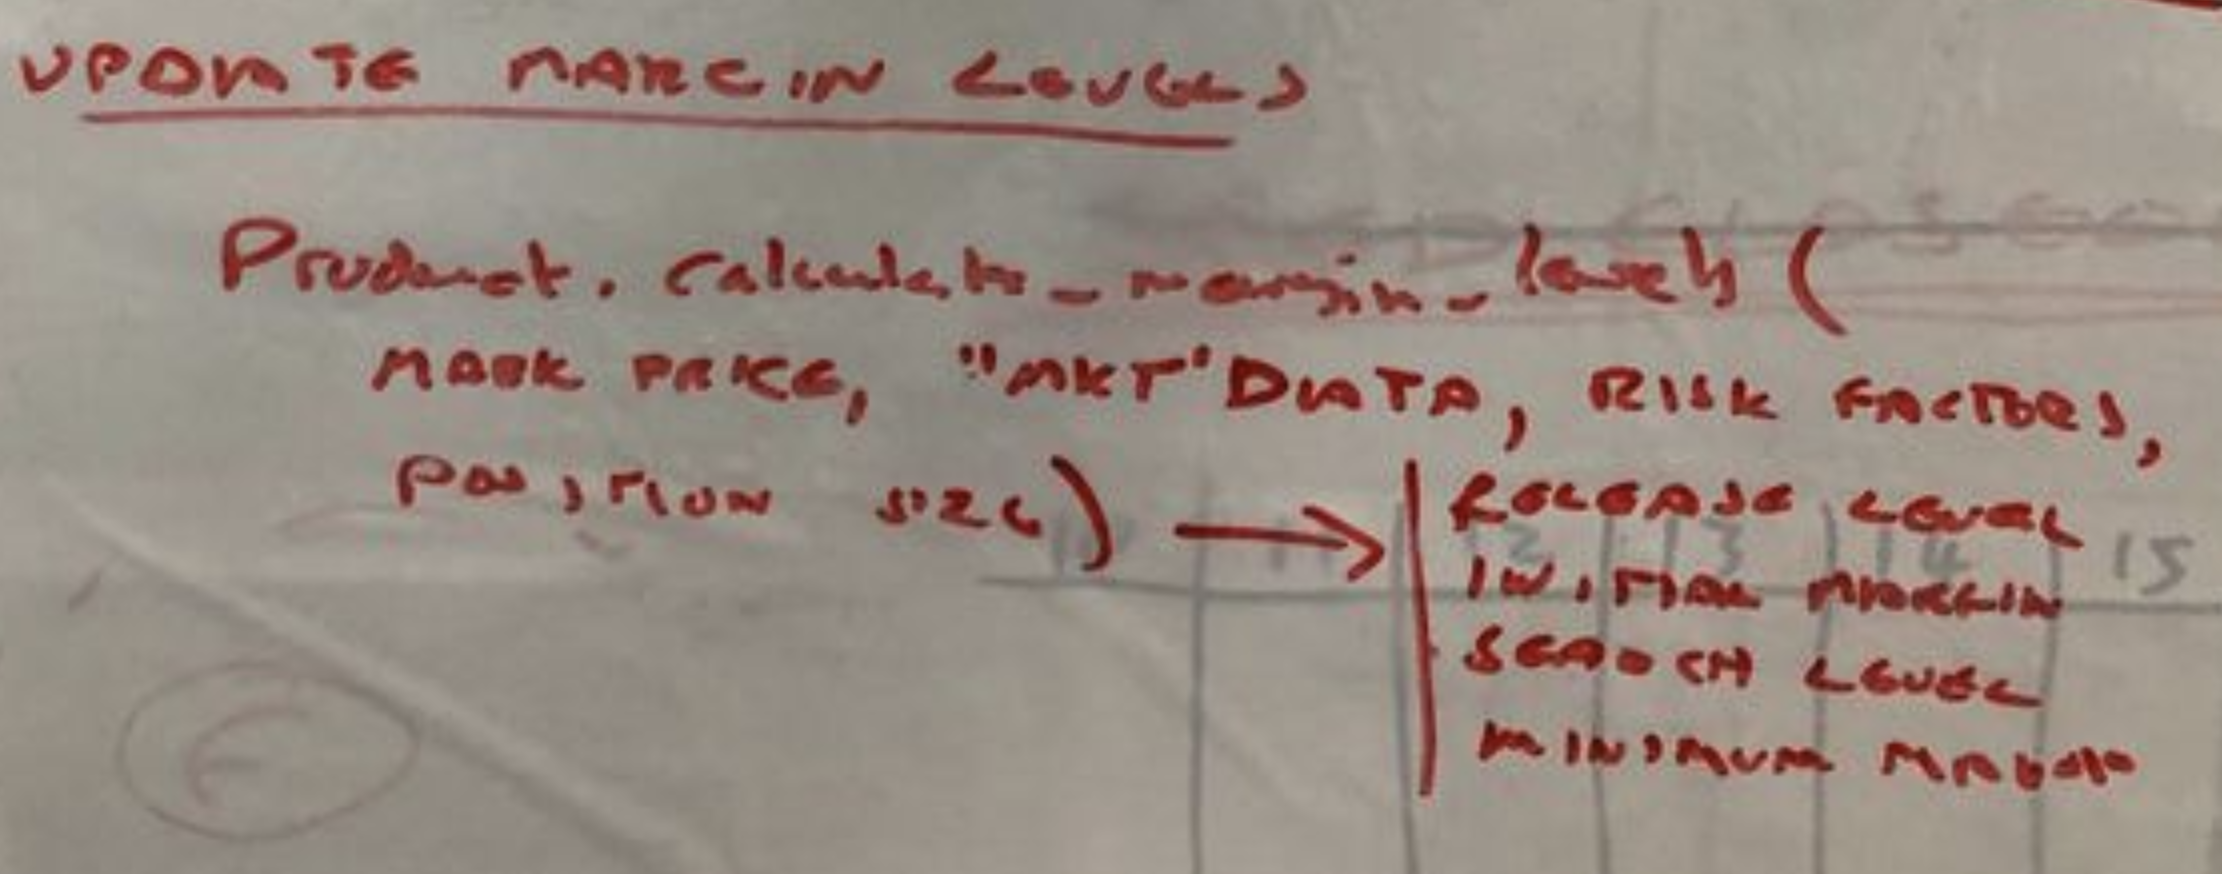 UPDATE MARGIN LEVELS
Product.calculate_margin_levels (
MARK PRICE, "MKT" DATA, RISK FACTORS,
POSITION SIZE) →
RELEASE LEVEL
INITIAL MARGIN
SEARCH LEVEL
MINIMUM MARGIN
13 14 15